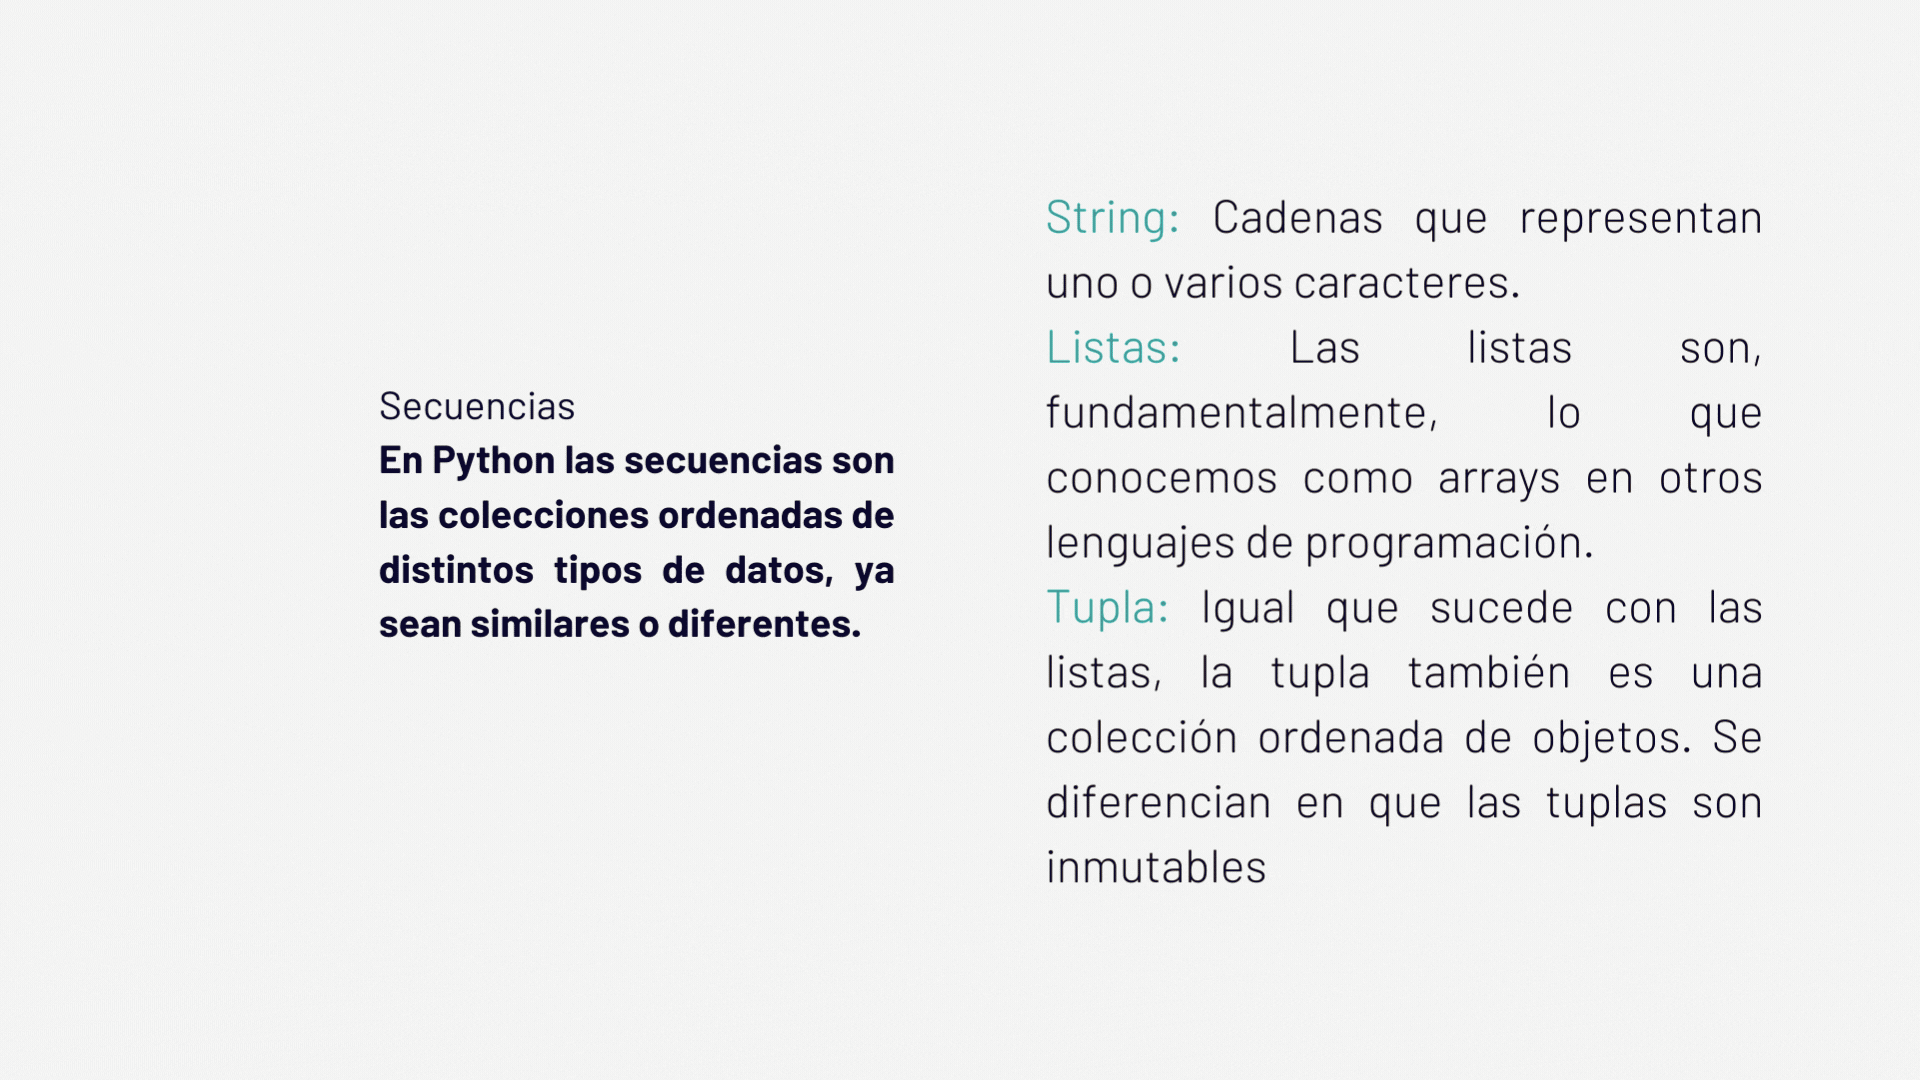 Secuencias
En Python las secuencias son
las colecciones ordenadas de
distintos tipos de datos, ya
sean similares o diferentes.
String: Cadenas que representan
uno o varios caracteres.
Listas: Las listas son,
fundamentalmente, lo que
conocemos como arrays en otros
lenguajes de programación.
Tupla: Igual que sucede con las
listas, la tupla también es una
colección ordenada de objetos. Se
diferencian en que las tuplas son
inmutables